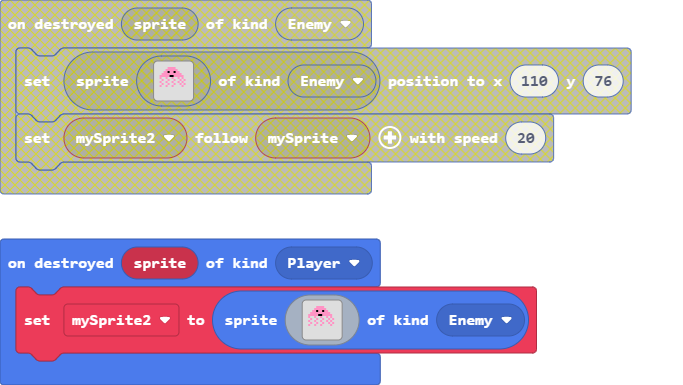 on destroyed sprite of kind Enemy
set sprite of kind Enemy position to x 110 y 76
set mySprite2 follow mySprite with speed 20
on destroyed sprite of kind Player
set mySprite2 to sprite of kind Enemy